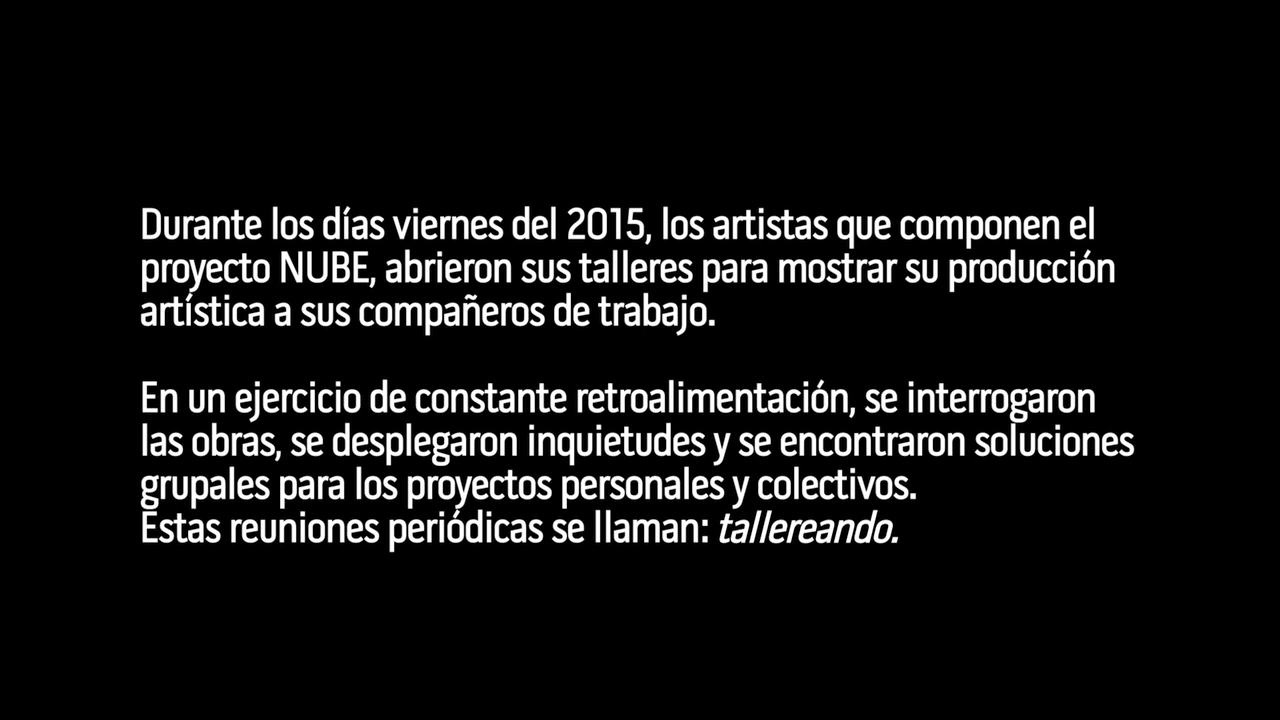 Durante los días viernes del 2015, los artistas que componen el
proyecto NUBE, abrieron sus talleres para mostrar su producción
artística a sus compañeros de trabajo.
En un ejercicio de constante retroalimentación, se interrogaron
las obras, se desplegaron inquietudes y se encontraron soluciones
grupales para los proyectos personales y colectivos.
Estas reuniones periódicas se llaman: tallereando.